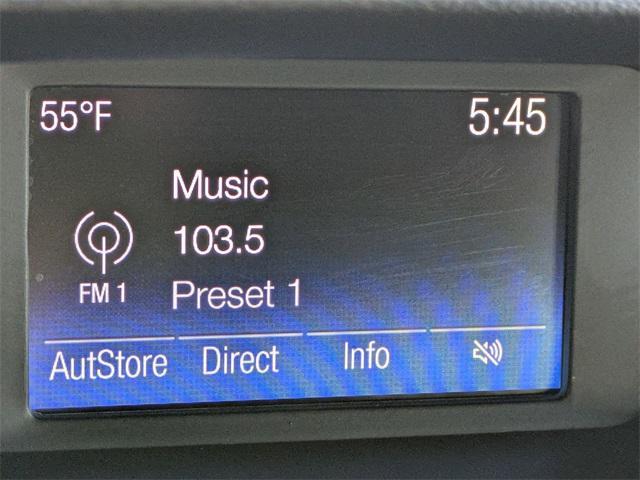 55°F 5:45
Music
103.5
FM 1 Preset 1
AutStore Direct Info